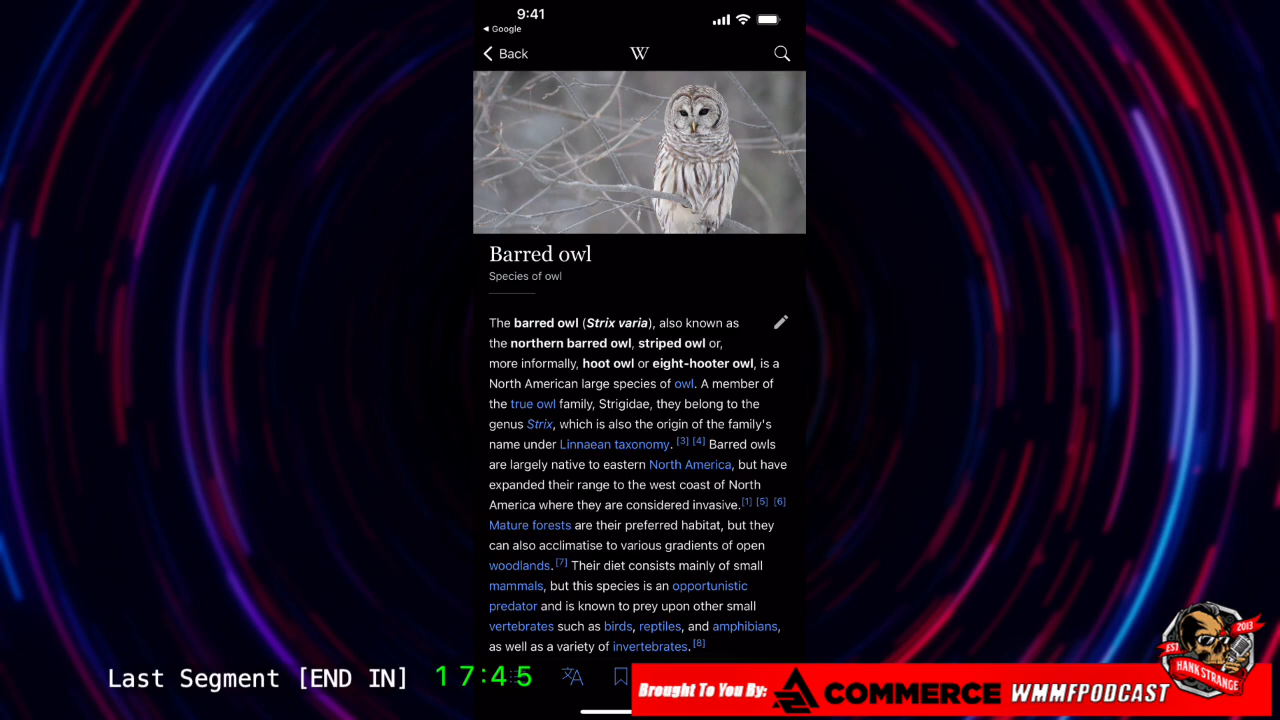 9:41
◀ Google
Back
W
Barred owl
Species of owl
The barred owl (Strix varia), also known as
the northern barred owl, striped owl or,
more informally, hoot owl or eight-hooter owl, is a
North American large species of owl. A member of
the true owl family, Strigidae, they belong to the
genus Strix, which is also the origin of the family's
name under Linnaean taxonomy. [3] [4] Barred owls
are largely native to eastern North America, but have
expanded their range to the west coast of North
America where they are considered invasive.[1] [5] [6]
Mature forests are their preferred habitat, but they
can also acclimatise to various gradients of open
woodlands. [7] Their diet consists mainly of small
mammals, but this species is an opportunistic
predator and is known to prey upon other small
vertebrates such as birds, reptiles, and amphibians,
as well as a variety of invertebrates. [8]
Last Segment [END IN] 17:45
Brought To You By: COMMERCE WMMFPODCAST
EST 2013
HANK STRANGE